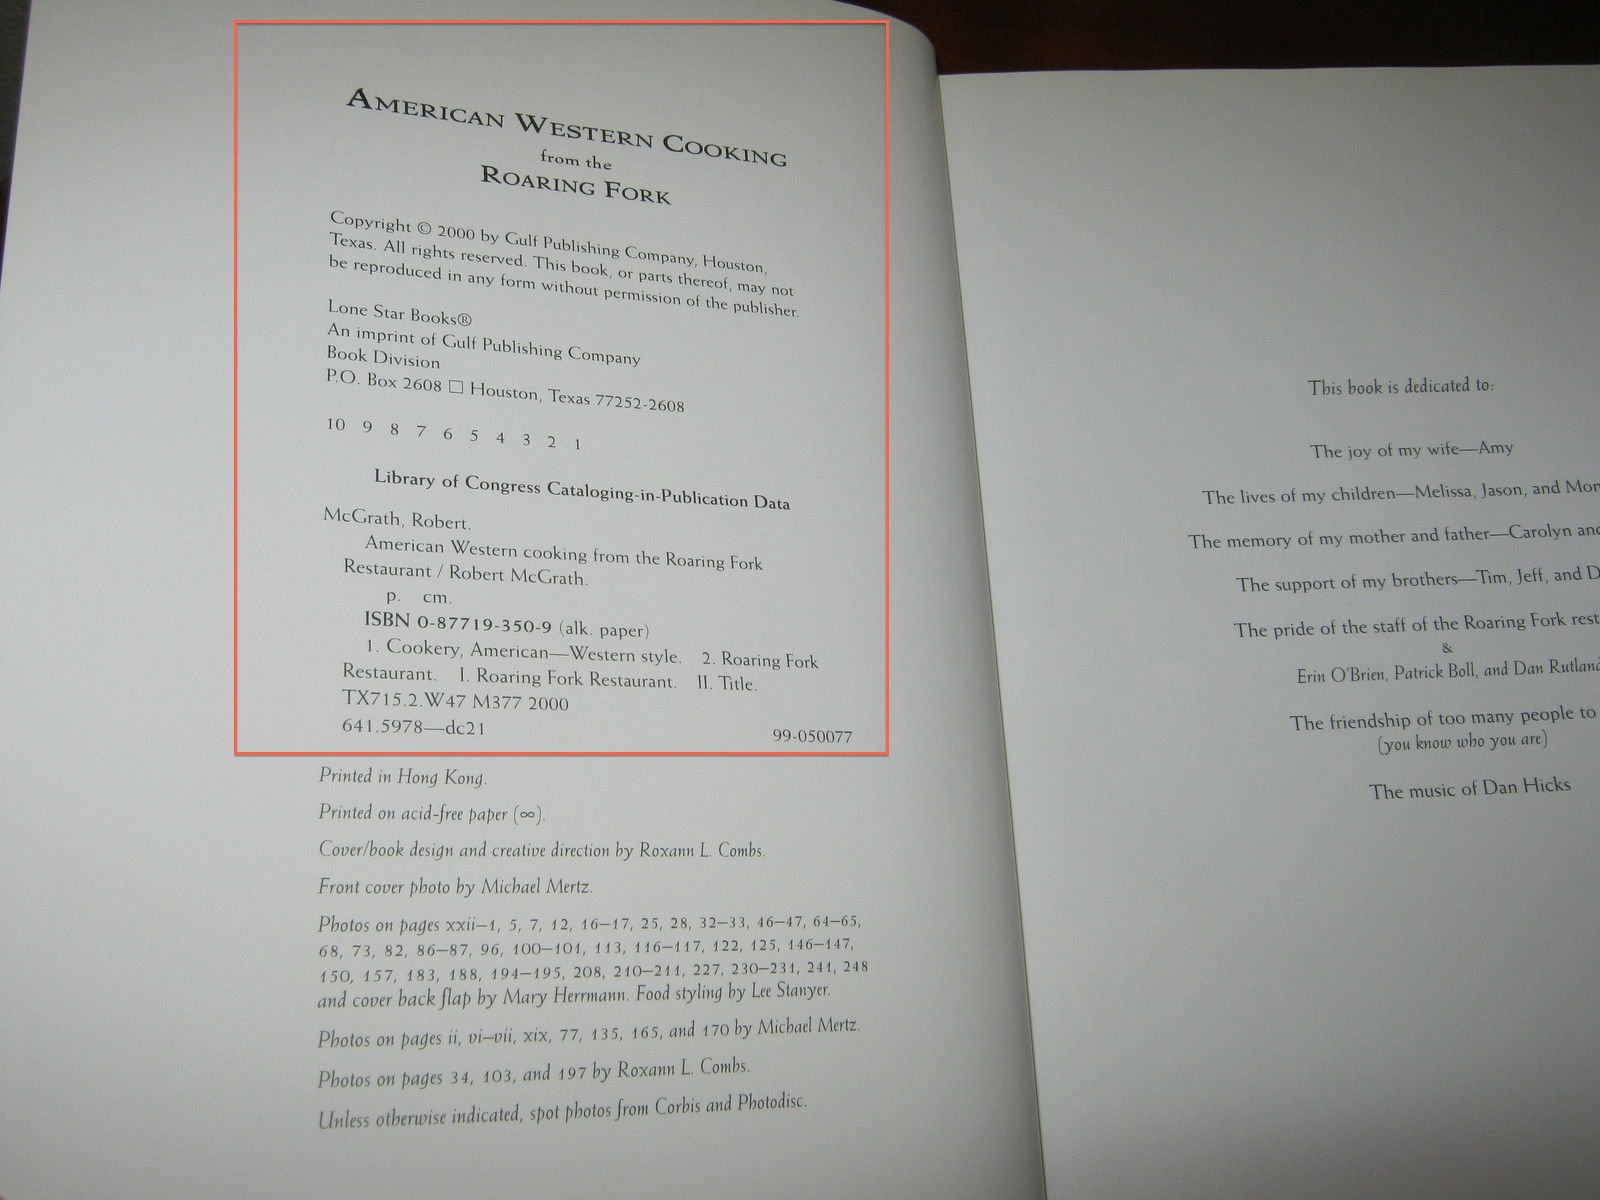 AMERICAN WESTERN COOKING
from the
ROARING FORK
Copyright © 2000 by Gulf Publishing Company, Houston,
Texas. All rights reserved. This book, or parts thereof, may not
be reproduced in any form without permission of the publisher.
Lone Star Books®
An imprint of Gulf Publishing Company
Book Division
P.O. Box 2608 □ Houston, Texas 77252-2608
10 9 8 7 6 5 4 3 2 1
Library of Congress Cataloging-in-Publication Data
McGrath, Robert.
American Western cooking from the Roaring Fork
Restaurant / Robert McGrath.
p. cm.
ISBN 0-87719-350-9 (alk. paper)
1. Cookery, American—Western style. 2. Roaring Fork
Restaurant. I. Roaring Fork Restaurant. II. Title.
TX715.2.W47 M377 2000
641.5978—dc21 99-050077
Printed in Hong Kong.
Printed on acid-free paper (∞).
Cover/book design and creative direction by Roxann L. Combs.
Front cover photo by Michael Mertz.
Photos on pages xxii–1, 5, 7, 12, 16–17, 25, 28, 32–33, 46–47, 64–65,
68, 73, 82, 86–87, 96, 100–101, 113, 116–117, 122, 125, 146–147,
150, 157, 183, 188, 194–195, 208, 210–211, 227, 230–231, 241, 248
and cover back flap by Mary Herrmann. Food styling by Lee Stanyer.
Photos on pages ii, vi–vii, xix, 77, 135, 165, and 170 by Michael Mertz.
Photos on pages 34, 103, and 197 by Roxann L. Combs.
Unless otherwise indicated, spot photos from Corbis and Photodisc.
This book is dedicated to:
The joy of my wife—Amy
The lives of my children—Melissa, Jason, and
The memory of my mother and father—Carolyn and
The support of my brothers—Tim, Jeff, and
The pride of the staff of the Roaring Fork
&
Erin O'Brien, Patrick Boll, and Dan Rutland
The friendship of too many people to
(you know who you are)
The music of Dan Hicks